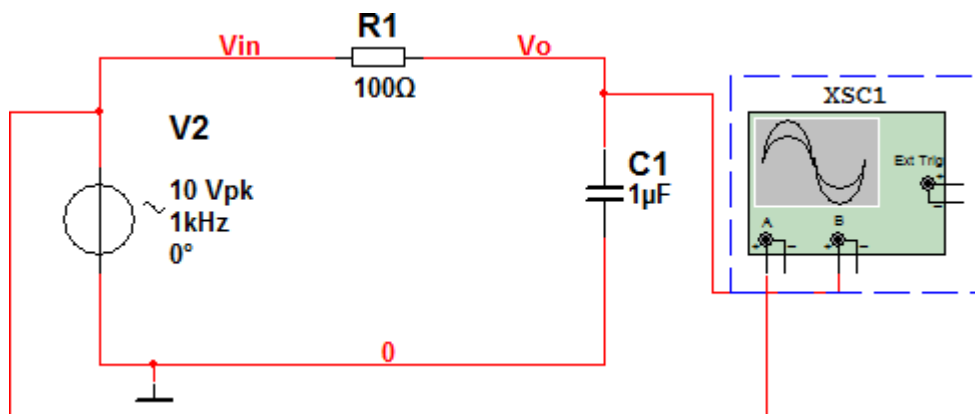 R1
Vin
Vo
100Ω
XSC1
V2
Ext Trig
+
−
C1
10 Vpk
1µF
1kHz
A
B
+
−
+
−
0°
0